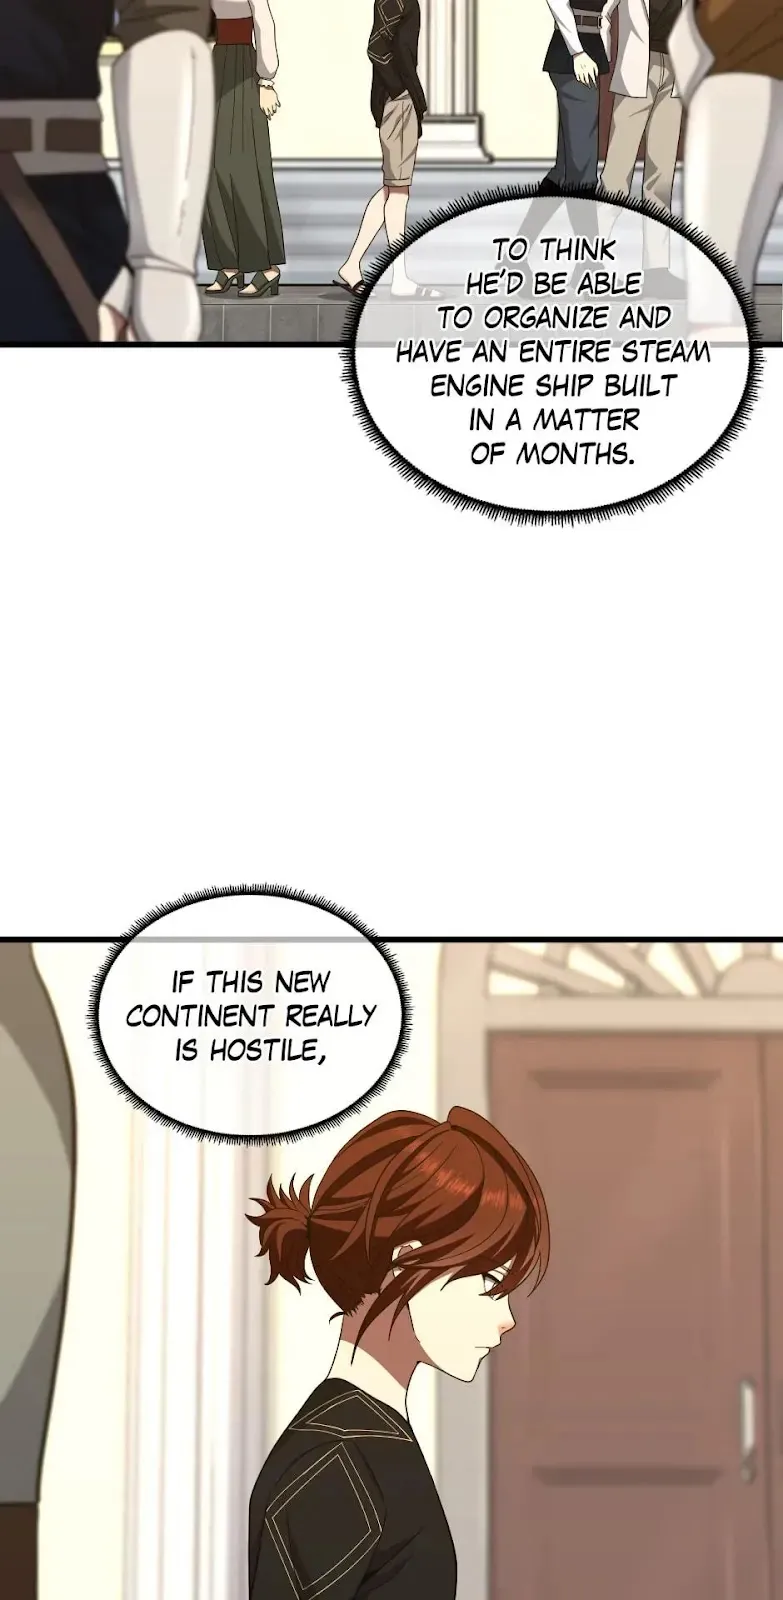 TO THINK
HE'D BE ABLE
TO ORGANIZE AND
HAVE AN ENTIRE STEAM
ENGINE SHIP BUILT
IN A MATTER
OF MONTHS.
IF THIS NEW
CONTINENT REALLY
IS HOSTILE,